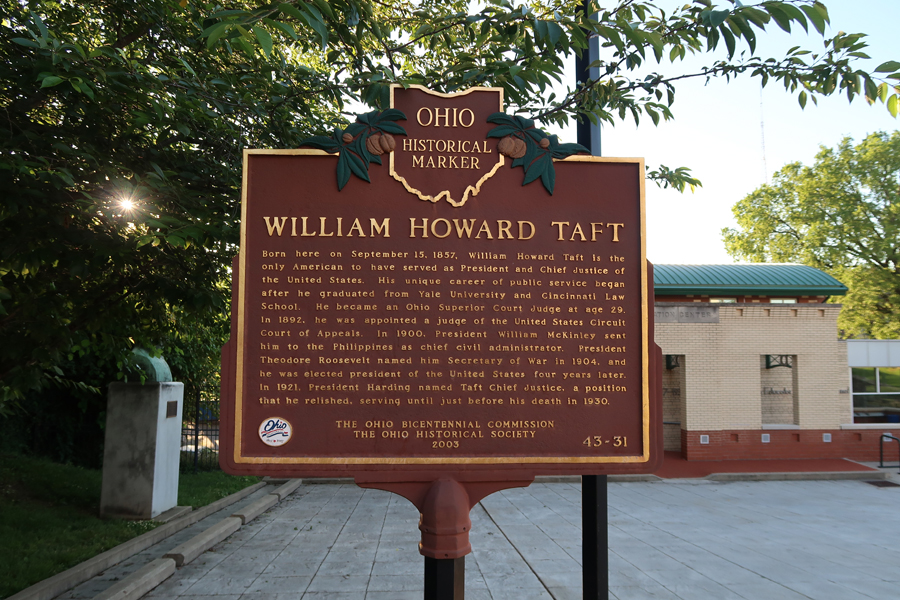 OHIO
HISTORICAL
MARKER
WILLIAM HOWARD TAFT
Born here on September 15, 1857, William Howard Taft is the
only American to have served as President and Chief Justice of
the United States. His unique career of public service began
after he graduated from Yale University and Cincinnati Law
School. He became an Ohio Superior Court Judge at age 29.
In 1892, he was appointed a judge of the United States Circuit
Court of Appeals. In 1900, President William McKinley sent
him to the Philippines as chief civil administrator. President
Theodore Roosevelt named him Secretary of War in 1904, and
he was elected president of the United States four years later.
In 1921, President Harding named Taft Chief Justice, a position
that he relished, serving until just before his death in 1930.
Ohio
THE OHIO BICENTENNIAL COMMISSION
THE OHIO HISTORICAL SOCIETY
2003
43-31
CENTER